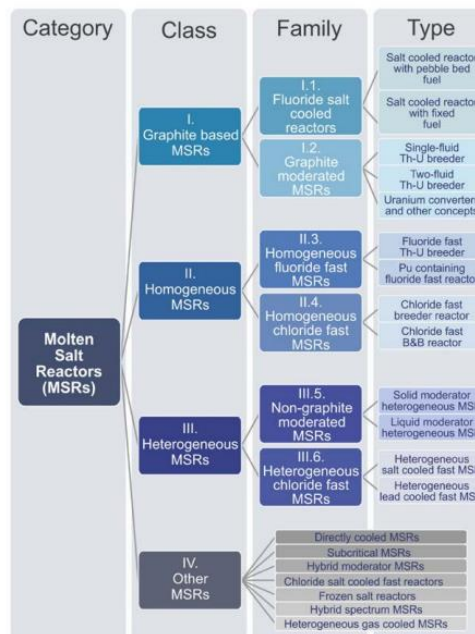 Category
Class
Family
Type
Molten
Salt
Reactors
(MSRs)
I.
Graphite based
MSRs
I.1.
Fluoride salt
cooled
reactors
Salt cooled reactor
with pebble bed
fuel
Salt cooled reactor
with fixed
fuel
I.2.
Graphite
moderated
MSRs
Single-fluid
Th-U breeder
Two-fluid
Th-U breeder
Uranium converters
and other concepts
II.
Homogeneous
MSRs
II.3.
Homogeneous
fluoride fast
MSRs
Fluoride fast
Th-U breeder
Pu containing
fluoride fast reactor
II.4.
Homogeneous
chloride fast
MSRs
Chloride fast
breeder reactor
Chloride fast
B&B reactor
III.
Heterogeneous
MSRs
III.5.
Non-graphite
moderated MSRs
Solid moderator
heterogeneous MS
Liquid moderator
heterogeneous MS
III.6.
Heterogeneous
chloride fast
MSRs
Heterogeneous
salt cooled fast MS
Heterogeneous
lead cooled fast MS
IV.
Other
MSRs
Directly cooled MSRs
Subcritical MSRs
Hybrid moderator MSRs
Chloride salt cooled fast reactors
Frozen salt reactors
Hybrid spectrum MSRs
Heterogeneous gas cooled MSRs